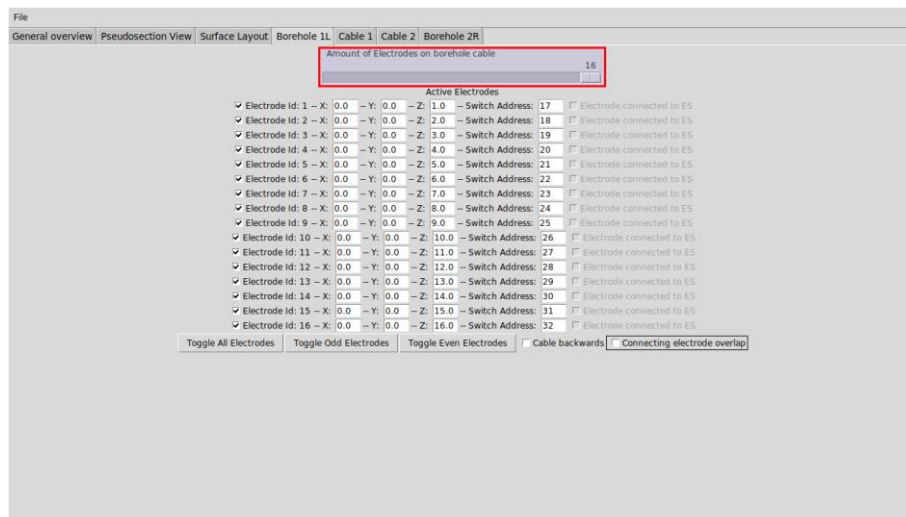 File
General overview Pseudosection View Surface Layout Borehole 1L Cable 1 Cable 2 Borehole 2R
Amount of Electrodes on borehole cable
16
Active Electrodes
Electrode Id: 1 -- X: 0.0 -- Y: 0.0 -- Z: 1.0 -- Switch Address: 17 Electrode connected to ES
Electrode Id: 2 -- X: 0.0 -- Y: 0.0 -- Z: 2.0 -- Switch Address: 18 Electrode connected to ES
Electrode Id: 3 -- X: 0.0 -- Y: 0.0 -- Z: 3.0 -- Switch Address: 19 Electrode connected to ES
Electrode Id: 4 -- X: 0.0 -- Y: 0.0 -- Z: 4.0 -- Switch Address: 20 Electrode connected to ES
Electrode Id: 5 -- X: 0.0 -- Y: 0.0 -- Z: 5.0 -- Switch Address: 21 Electrode connected to ES
Electrode Id: 6 -- X: 0.0 -- Y: 0.0 -- Z: 6.0 -- Switch Address: 22 Electrode connected to ES
Electrode Id: 7 -- X: 0.0 -- Y: 0.0 -- Z: 7.0 -- Switch Address: 23 Electrode connected to ES
Electrode Id: 8 -- X: 0.0 -- Y: 0.0 -- Z: 8.0 -- Switch Address: 24 Electrode connected to ES
Electrode Id: 9 -- X: 0.0 -- Y: 0.0 -- Z: 9.0 -- Switch Address: 25 Electrode connected to ES
Electrode Id: 10 -- X: 0.0 -- Y: 0.0 -- Z: 10.0 -- Switch Address: 26 Electrode connected to ES
Electrode Id: 11 -- X: 0.0 -- Y: 0.0 -- Z: 11.0 -- Switch Address: 27 Electrode connected to ES
Electrode Id: 12 -- X: 0.0 -- Y: 0.0 -- Z: 12.0 -- Switch Address: 28 Electrode connected to ES
Electrode Id: 13 -- X: 0.0 -- Y: 0.0 -- Z: 13.0 -- Switch Address: 29 Electrode connected to ES
Electrode Id: 14 -- X: 0.0 -- Y: 0.0 -- Z: 14.0 -- Switch Address: 30 Electrode connected to ES
Electrode Id: 15 -- X: 0.0 -- Y: 0.0 -- Z: 15.0 -- Switch Address: 31 Electrode connected to ES
Electrode Id: 16 -- X: 0.0 -- Y: 0.0 -- Z: 16.0 -- Switch Address: 32 Electrode connected to ES
Toggle All Electrodes Toggle Odd Electrodes Toggle Even Electrodes Cable backwards Connecting electrode overlap